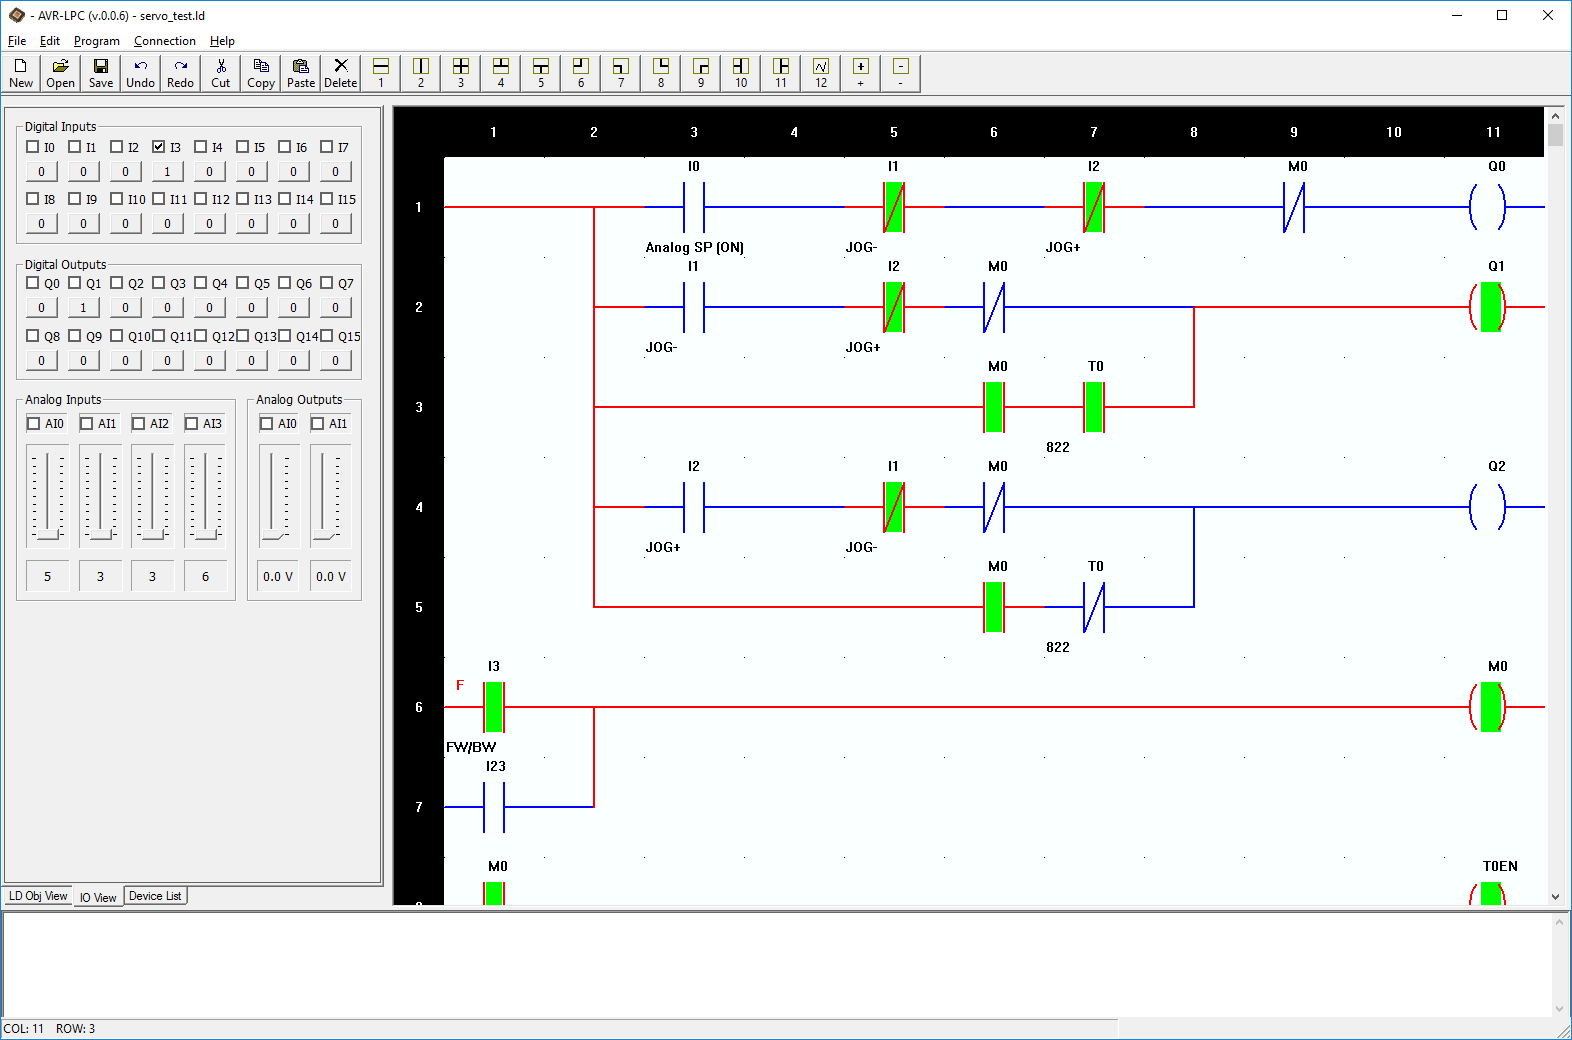 - AVR-LPC (v.0.0.6) - servo_test.ld
File Edit Program Connection Help
New Open Save Undo Redo Cut Copy Paste Delete 1 2 3 4 5 6 7 8 9 10 11 12 + -
Digital Inputs
I0 I1 I2 I3 I4 I5 I6 I7
0 0 0 1 0 0 0 0
I8 I9 I10 I11 I12 I13 I14 I15
0 0 0 0 0 0 0 0
Digital Outputs
Q0 Q1 Q2 Q3 Q4 Q5 Q6 Q7
0 1 0 0 0 0 0 0
Q8 Q9 Q10 Q11 Q12 Q13 Q14 Q15
0 0 0 0 0 0 0 0
Analog Inputs
AI0 AI1 AI2 AI3
5 3 3 6
Analog Outputs
AI0 AI1
0.0 V 0.0 V
LD Obj View IO View Device List
1 2 3 4 5 6 7 8 9 10 11
I0 I1 I2 M0 Q0
1
Analog SP (ON) JOG- JOG+
I1 I2 M0 Q1
2
JOG- JOG+
M0 T0
3
822
I2 I1 M0 Q2
4
JOG+ JOG-
M0 T0
5
822
I3 M0
F
6
FW/BW
I23
7
M0 T0EN
COL: 11 ROW: 3